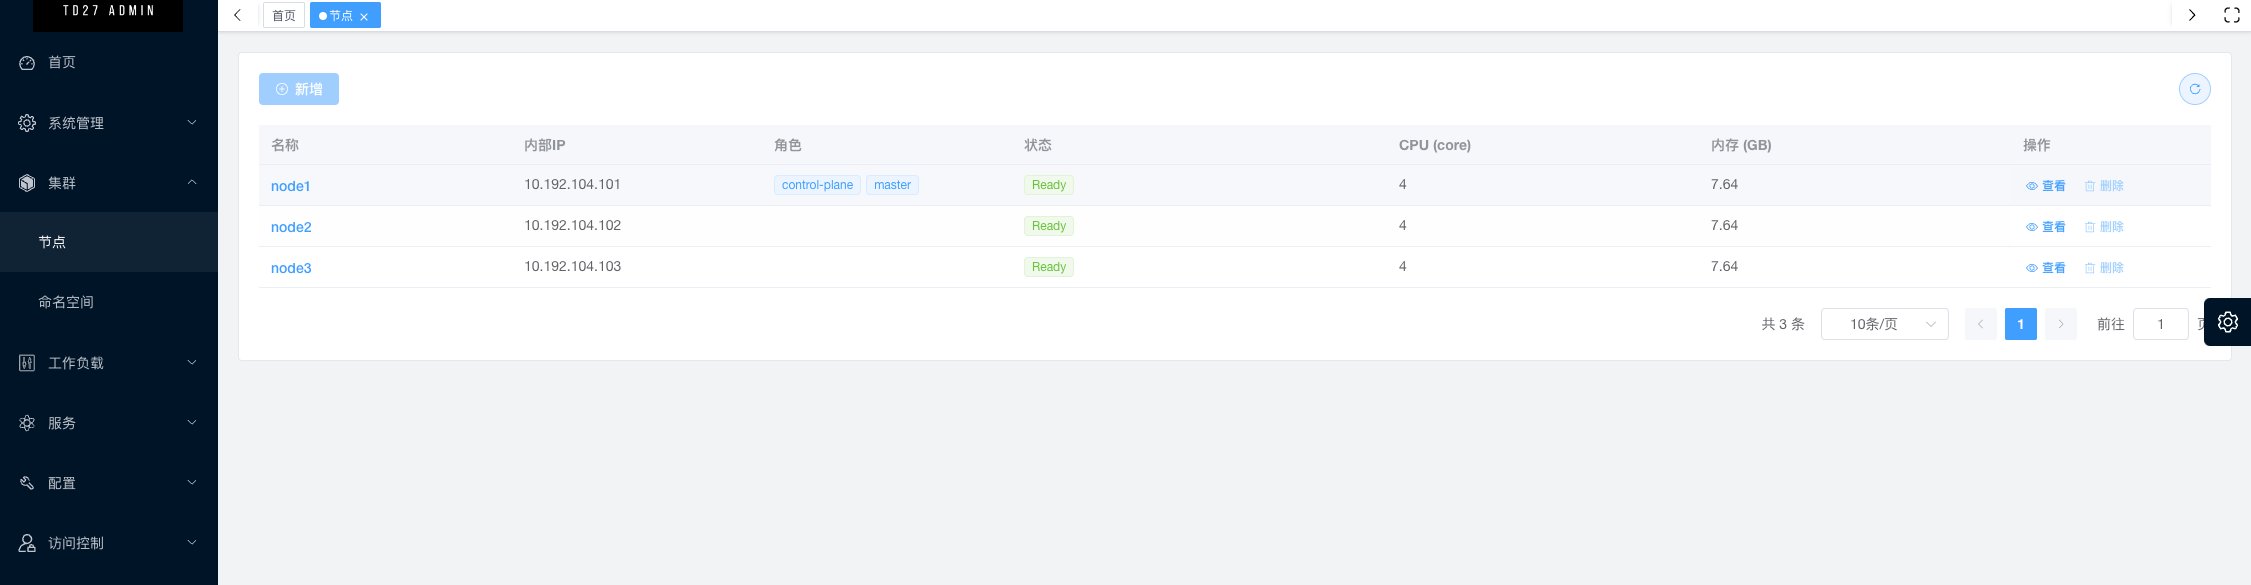 TD27 ADMIN
首页
系统管理
集群
节点
命名空间
工作负载
服务
配置
访问控制
首页 节点
新增
名称 内部IP 角色 状态 CPU (core) 内存 (GB) 操作
node1 10.192.104.101 control-plane master Ready 4 7.64 查看 删除
node2 10.192.104.102 Ready 4 7.64 查看 删除
node3 10.192.104.103 Ready 4 7.64 查看 删除
共 3 条 10条/页 1 前往 1